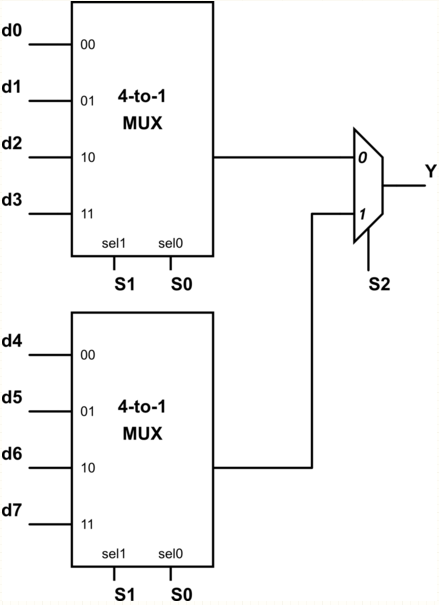 d0
00
d1
01
4-to-1
MUX
d2
10
0
Y
d3
11
1
sel1 sel0
S1 S0
S2
d4
00
d5
01
4-to-1
MUX
d6
10
d7
11
sel1 sel0
S1 S0